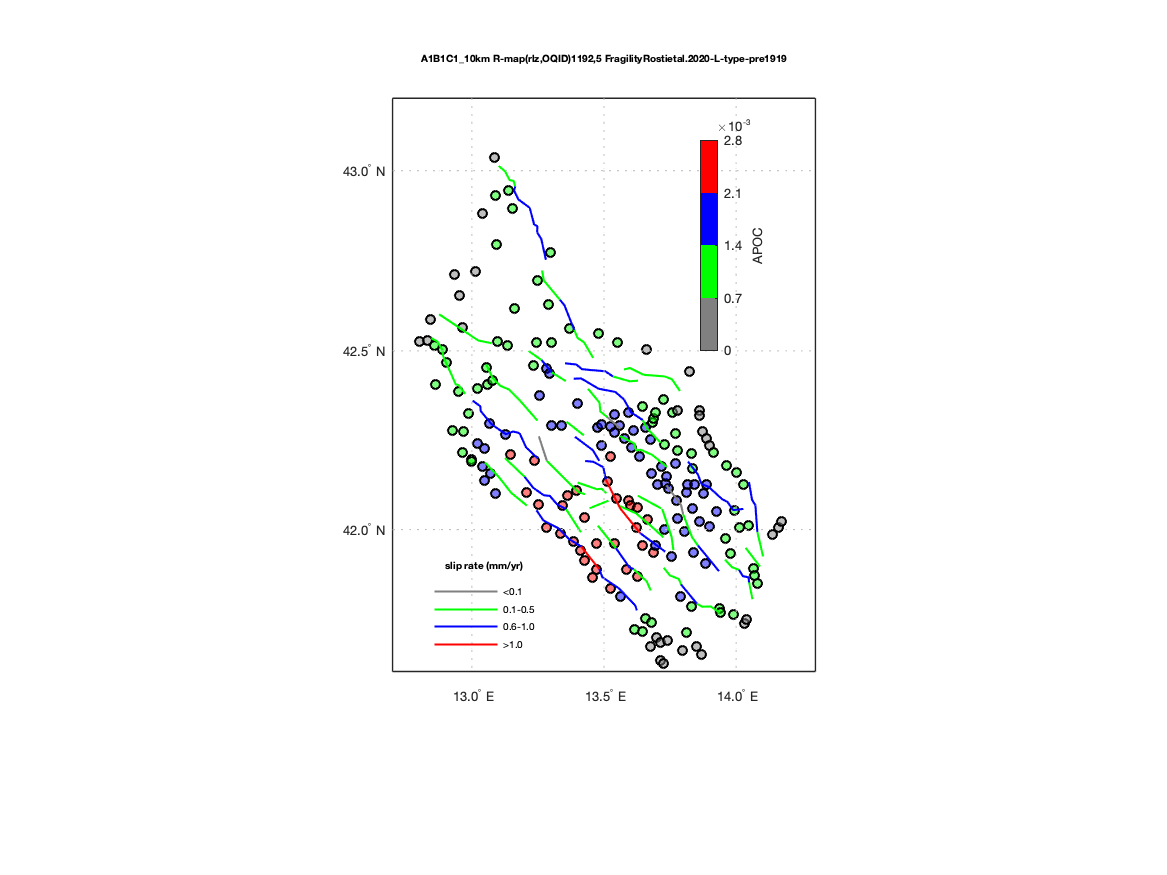 A1B1C1_10km R-map(rlz,OQID)1192,5 FragilityRostietal.2020-L-type-pre1919
×10⁻³
43.0° N
42.5° N
42.0° N
2.8
2.1
1.4
0.7
0
APOC
slip rate (mm/yr)
<0.1
0.1-0.5
0.6-1.0
>1.0
13.0° E
13.5° E
14.0° E